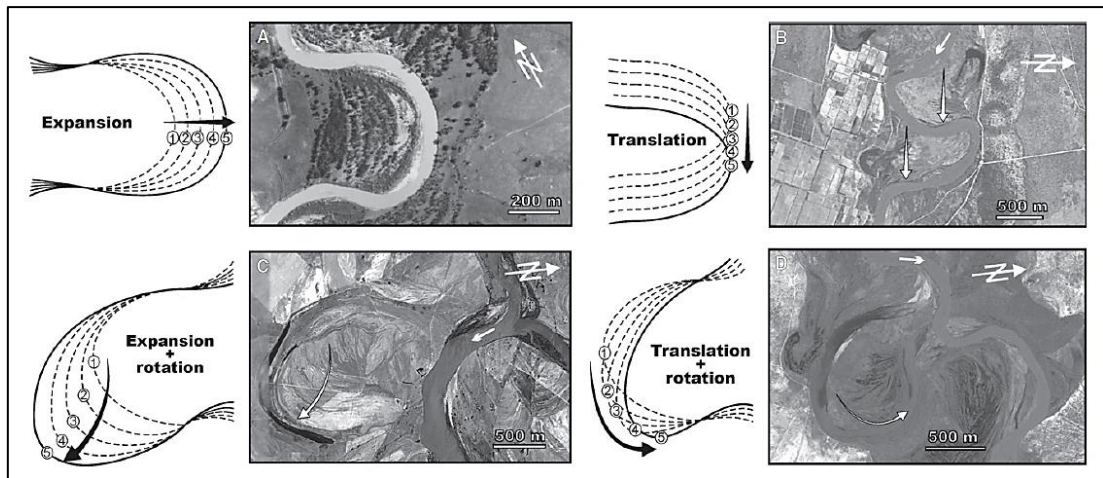 A
N
200 m
Expansion
① ② ③ ④ ⑤
B
N
500 m
Translation
①
②
③
④
⑤
C
N
500 m
Expansion
+
rotation
①
②
③
④
⑤
D
N
500 m
Translation
+
rotation
①
②
③
④
⑤